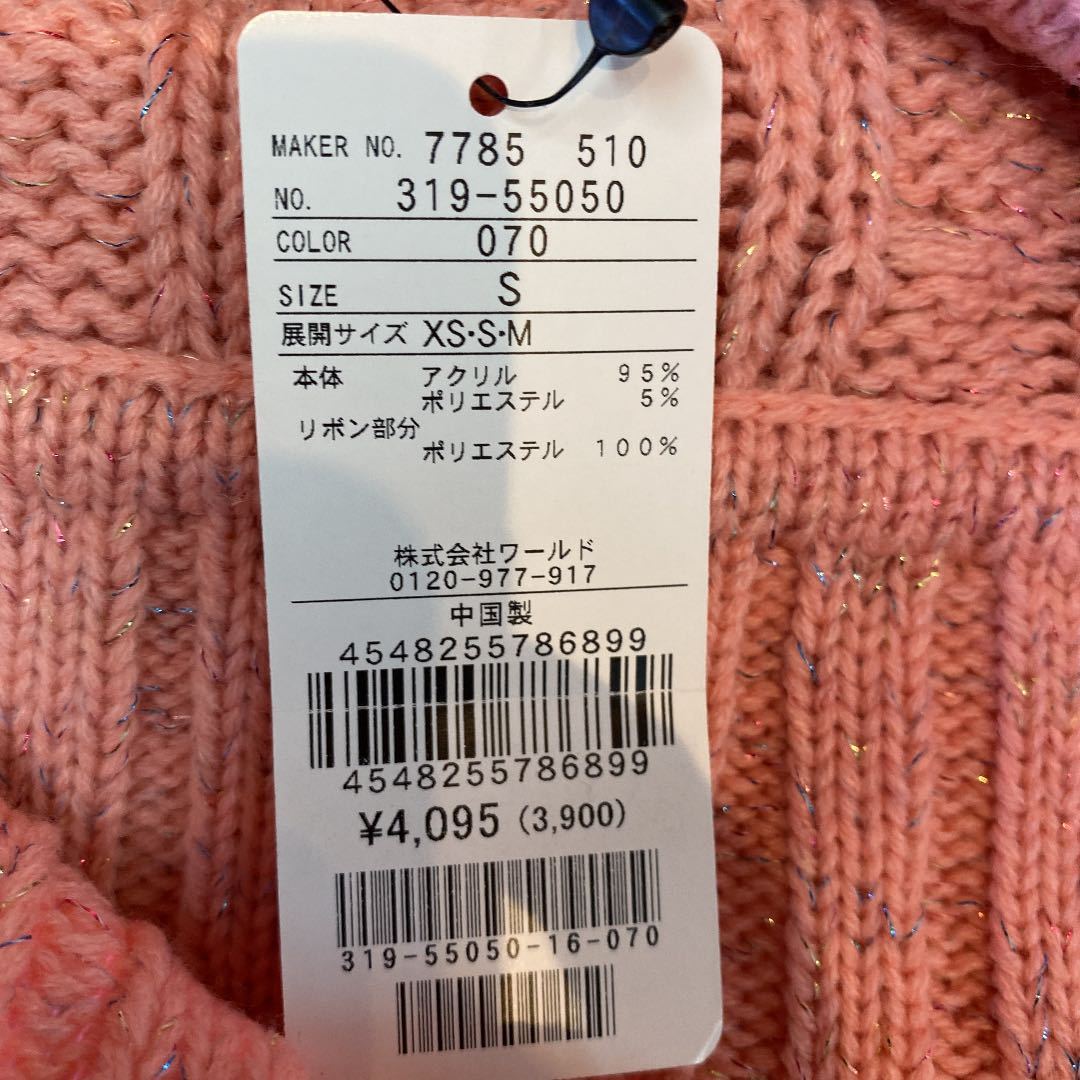 MAKER NO. 7785 510
NO. 319-55050
COLOR 070
SIZE S
展開サイズ XS·S·M
本体 アクリル 95%
ポリエステル 5%
リボン部分
ポリエステル 100%
株式会社ワールド
0120-977-917
中国製
4548255786899
4548255786899
¥4,095 (3,900)
319-55050-16-070